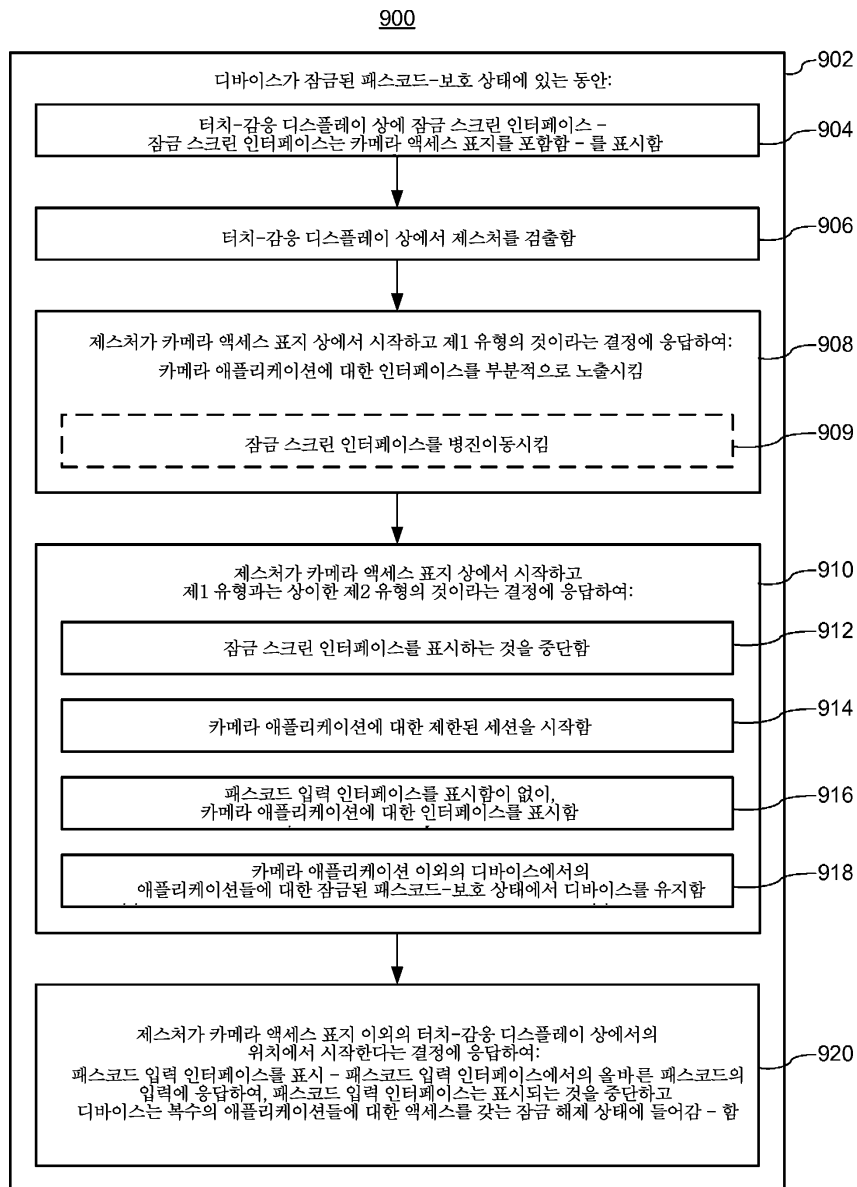 900
902
디바이스가 잠금된 패스코드-보호 상태에 있는 동안:
터치-감응 디스플레이 상에 잠금 스크린 인터페이스 –
잠금 스크린 인터페이스는 카메라 액세스 표지를 포함함 – 를 표시함
904
터치-감응 디스플레이 상에서 제스처를 검출함
906
제스처가 카메라 액세스 표지 상에서 시작하고 제1 유형의 것이라는 결정에 응답하여:
카메라 애플리케이션에 대한 인터페이스를 부분적으로 노출시킴
908
잠금 스크린 인터페이스를 병진이동시킴
909
제스처가 카메라 액세스 표지 상에서 시작하고
제1 유형과는 상이한 제2 유형의 것이라는 결정에 응답하여:
910
잠금 스크린 인터페이스를 표시하는 것을 중단함
912
카메라 애플리케이션에 대한 제한된 세션을 시작함
914
패스코드 입력 인터페이스를 표시함이 없이,
카메라 애플리케이션에 대한 인터페이스를 표시함
916
카메라 애플리케이션 이외의 디바이스에서의
애플리케이션들에 대한 잠금된 패스코드-보호 상태에서 디바이스를 유지함
918
제스처가 카메라 액세스 표지 이외의 터치-감응 디스플레이 상에서의
위치에서 시작한다는 결정에 응답하여:
패스코드 입력 인터페이스를 표시 – 패스코드 입력 인터페이스에서의 올바른 패스코드의
입력에 응답하여, 패스코드 입력 인터페이스는 표시되는 것을 중단하고
디바이스는 복수의 애플리케이션들에 대한 액세스를 갖는 잠금 해제 상태에 들어감 – 함
920